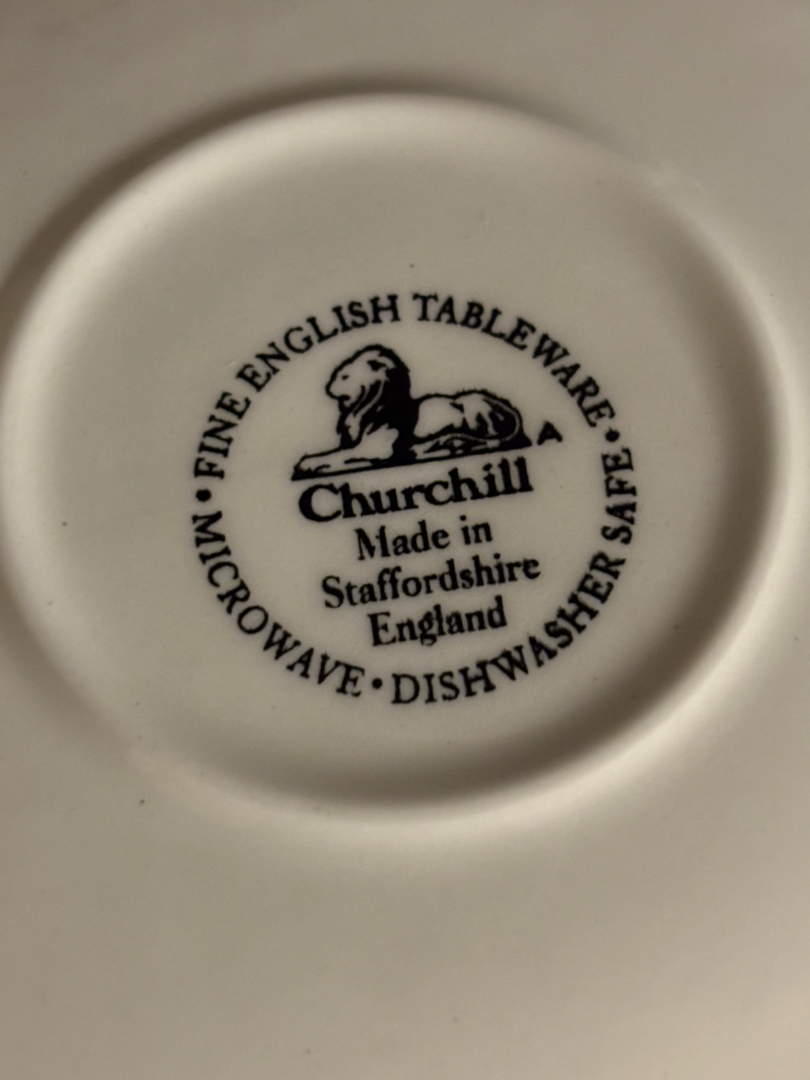 • FINE ENGLISH TABLEWARE •
A
Churchill
Made in
Staffordshire
England
MICROWAVE • DISHWASHER SAFE